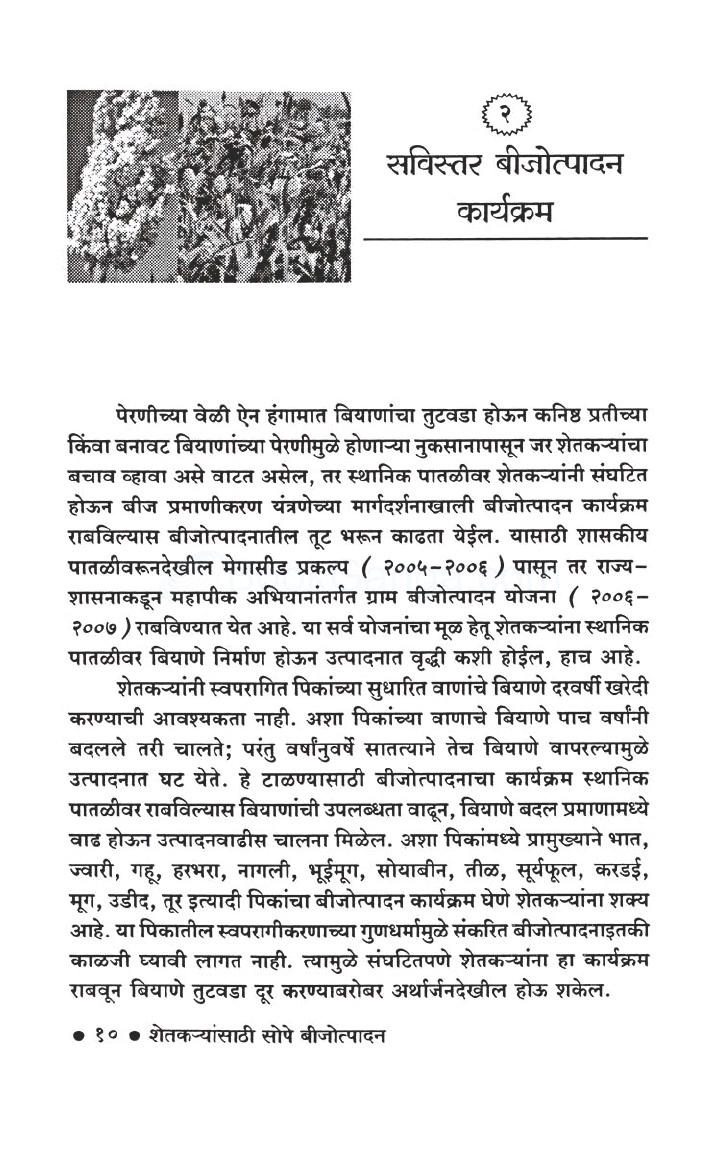 २
सविस्तर बीजोत्पादन
कार्यक्रम
पेरणीच्या वेळी ऐन हंगामात बियाणांचा तुटवडा होऊन कनिष्ठ प्रतीच्या
किंवा बनावट बियाणांच्या पेरणीमुळे होणाऱ्या नुकसानापासून जर शेतकऱ्यांचा
बचाव व्हावा असे वाटत असेल, तर स्थानिक पातळीवर शेतकऱ्यांनी संघटित
होऊन बीज प्रमाणीकरण यंत्रणेच्या मार्गदर्शनाखाली बीजोत्पादन कार्यक्रम
राबविल्यास बीजोत्पादनातील तूट भरून काढता येईल. यासाठी शासकीय
पातळीवरूनदेखील मेगासीड प्रकल्प ( २००५-२००६ ) पासून तर राज्य-
शासनाकडून महापीक अभियानांतर्गत ग्राम बीजोत्पादन योजना ( २००६-
२००७ ) राबविण्यात येत आहे. या सर्व योजनांचा मूळ हेतू शेतकऱ्यांना स्थानिक
पातळीवर बियाणे निर्माण होऊन उत्पादनात वृद्धी कशी होईल, हाच आहे.
शेतकऱ्यांनी स्वपरागित पिकांच्या सुधारित वाणांचे बियाणे दरवर्षी खरेदी
करण्याची आवश्यकता नाही. अशा पिकांच्या वाणाचे बियाणे पाच वर्षांनी
बदलले तरी चालते; परंतु वर्षानुवर्षे सातत्याने तेच बियाणे वापरल्यामुळे
उत्पादनात घट येते. हे टाळण्यासाठी बीजोत्पादनाचा कार्यक्रम स्थानिक
पातळीवर राबविल्यास बियाणांची उपलब्धता वाढून, बियाणे बदल प्रमाणामध्ये
वाढ होऊन उत्पादनवाढीस चालना मिळेल. अशा पिकांमध्ये प्रामुख्याने भात,
ज्वारी, गहू, हरभरा, नागली, भूईमूग, सोयाबीन, तीळ, सूर्यफूल, करडई,
मूग, उडीद, तूर इत्यादी पिकांचा बीजोत्पादन कार्यक्रम घेणे शेतकऱ्यांना शक्य
आहे. या पिकातील स्वपरागीकरणाच्या गुणधर्मामुळे संकरित बीजोत्पादनाइतकी
काळजी घ्यावी लागत नाही. त्यामुळे संघटितपणे शेतकऱ्यांना हा कार्यक्रम
राबवून बियाणे तुटवडा दूर करण्याबरोबर अर्थार्जनदेखील होऊ शकेल.
● १० ● शेतकऱ्यांसाठी सोपे बीजोत्पादन